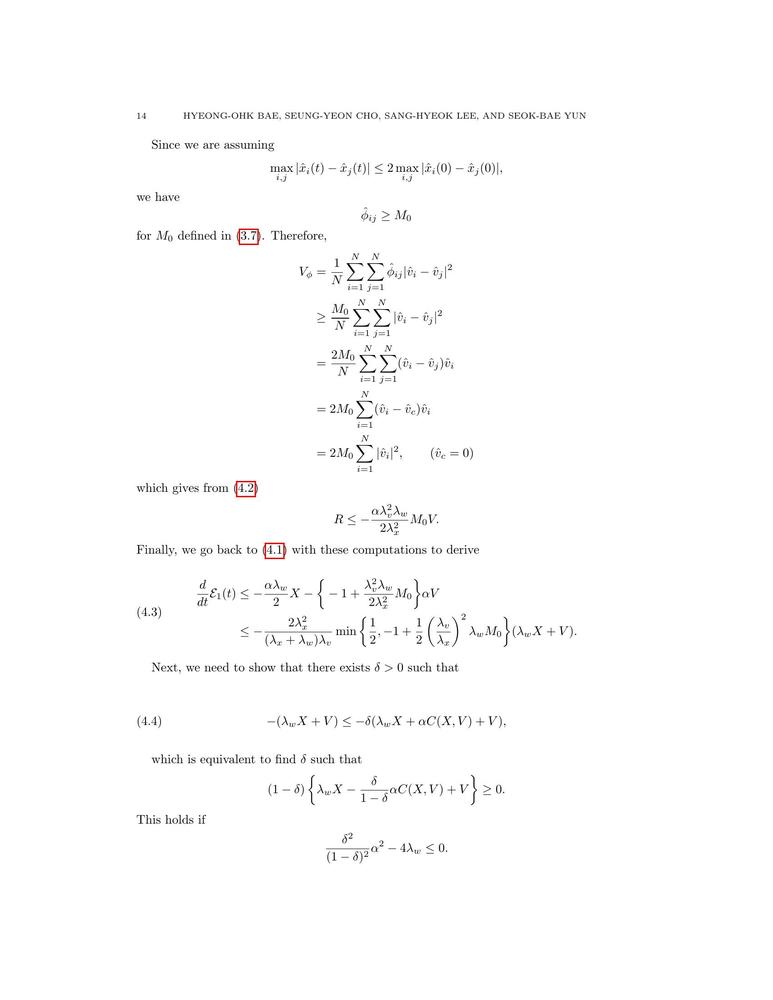 14 HYEONG-OHK BAE, SEUNG-YEON CHO, SANG-HYEOK LEE, AND SEOK-BAE YUN
Since we are assuming
\max_{i,j} |\hat{x}_i(t) - \hat{x}_j(t)| \le 2 \max_{i,j} |\hat{x}_i(0) - \hat{x}_j(0)|,
we have
\hat{\phi}_{ij} \ge M_0
for M_0 defined in (3.7). Therefore,
V_\phi = \frac{1}{N} \sum_{i=1}^{N} \sum_{j=1}^{N} \hat{\phi}_{ij} |\hat{v}_i - \hat{v}_j|^2
\ge \frac{M_0}{N} \sum_{i=1}^{N} \sum_{j=1}^{N} |\hat{v}_i - \hat{v}_j|^2
= \frac{2M_0}{N} \sum_{i=1}^{N} \sum_{j=1}^{N} (\hat{v}_i - \hat{v}_j) \hat{v}_i
= 2M_0 \sum_{i=1}^{N} (\hat{v}_i - \hat{v}_c) \hat{v}_i
= 2M_0 \sum_{i=1}^{N} |\hat{v}_i|^2, (\hat{v}_c = 0)
which gives from (4.2)
R \le -\frac{\alpha \lambda_v^2 \lambda_w}{2\lambda_x^2} M_0 V.
Finally, we go back to (4.1) with these computations to derive
(4.3) \frac{d}{dt} \mathcal{E}_1(t) \le -\frac{\alpha \lambda_w}{2} X - \left\{ -1 + \frac{\lambda_v^2 \lambda_w}{2\lambda_x^2} M_0 \right\} \alpha V
\le -\frac{2\lambda_x^2}{(\lambda_x + \lambda_w)\lambda_v} \min \left\{ \frac{1}{2}, -1 + \frac{1}{2} \left( \frac{\lambda_v}{\lambda_x} \right)^2 \lambda_w M_0 \right\} (\lambda_w X + V).
Next, we need to show that there exists \delta > 0 such that
(4.4) -(\lambda_w X + V) \le -\delta(\lambda_w X + \alpha C(X, V) + V),
which is equivalent to find \delta such that
(1 - \delta) \left\{ \lambda_w X - \frac{\delta}{1 - \delta} \alpha C(X, V) + V \right\} \ge 0.
This holds if
\frac{\delta^2}{(1 - \delta)^2} \alpha^2 - 4\lambda_w \le 0.